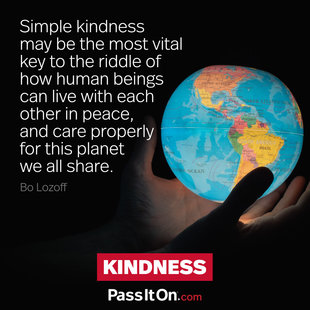 Simple kindness
may be the most vital
key to the riddle of
how human beings
can live with each
other in peace,
and care properly
for this planet
we all share.
Bo Lozoff
KINDNESS
PassItOn.com